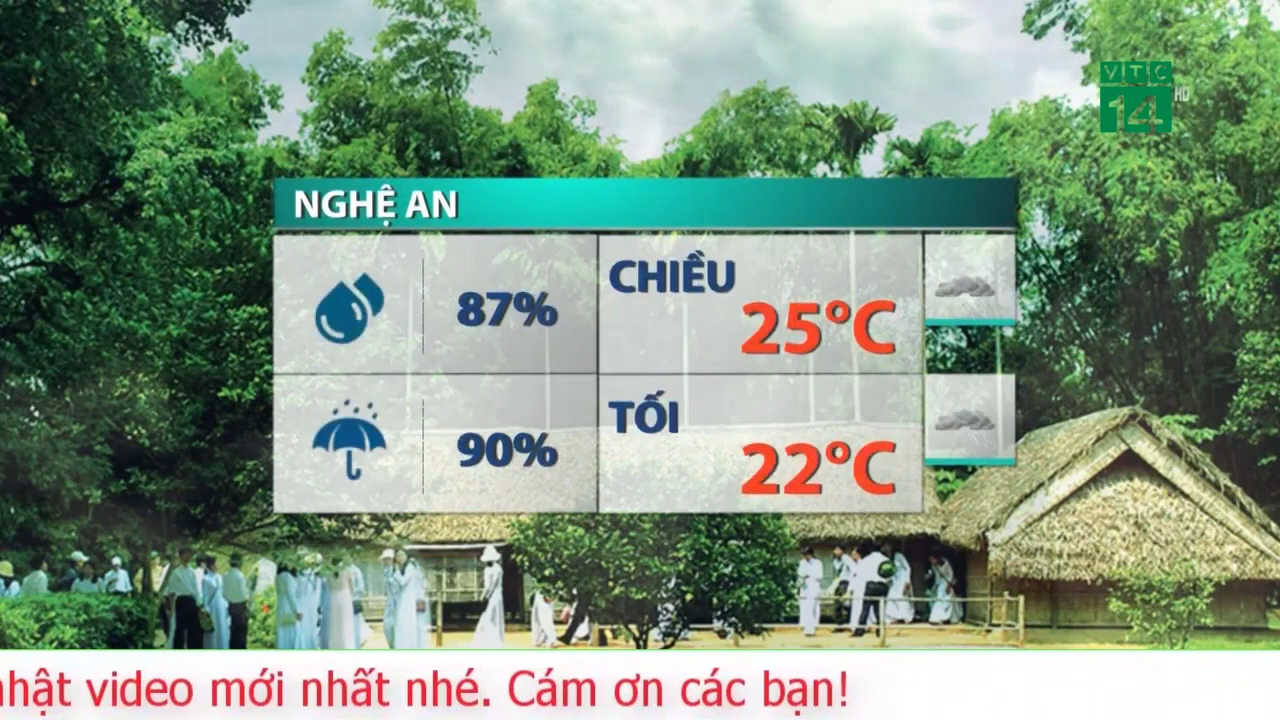 VTC
14 HD
NGHỆ AN
87%
CHIỀU
25°C
90%
TỐI
22°C
nhật video mới nhất nhé. Cám ơn các bạn!